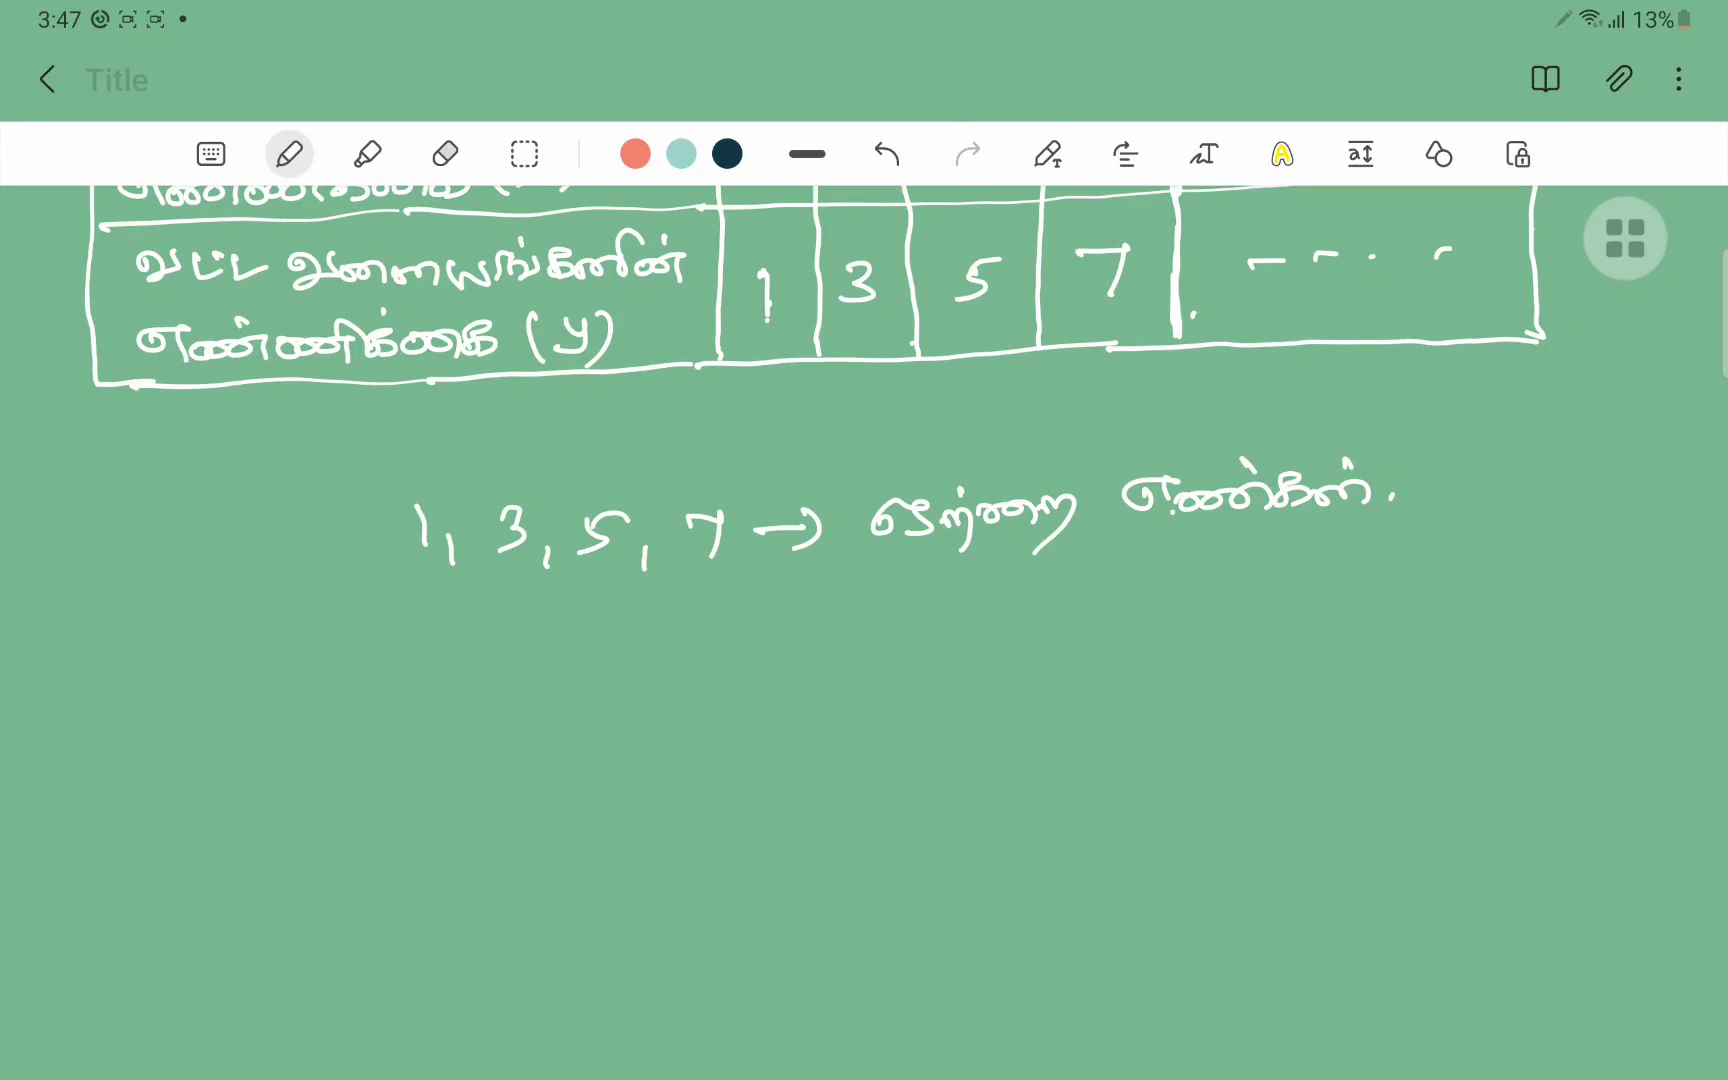 3:47 13%
Title
வட்ட வளையங்களின் 1 3 5 7
எண்ணிக்கை (y)
1, 3, 5, 7 → ஒற்றை எண்கள்.